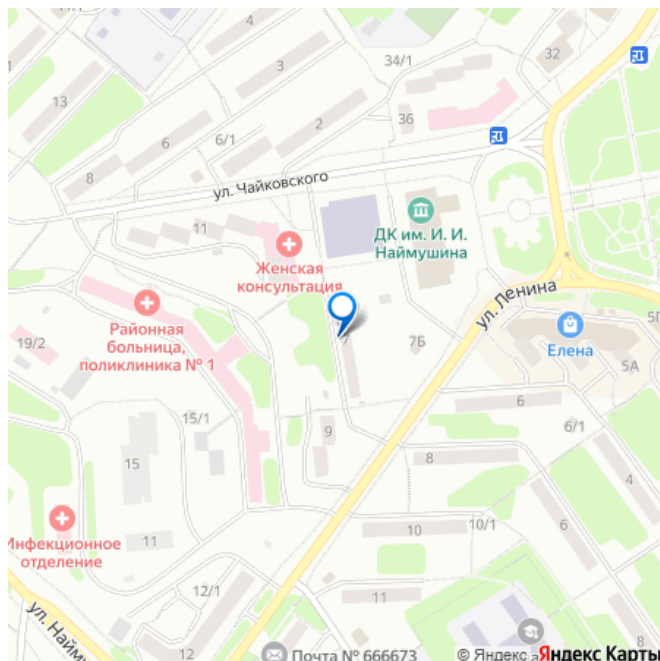 4
34/1
32
3
13
36
6
6/1
2
8
ул. Чайковского
11
ДК им. И. И.
Наймушина
Женская
консультация
Районная
больница,
поликлиника № 1
19/2
7
7Б
ул. Ленина
Елена
5А
6
6/1
15/1
9
8
15
4
10
10/1
6
11
Инфекционное
отделение
12/1
11
8
12
Почта № 666673
© Яндекс
Яндекс Карты